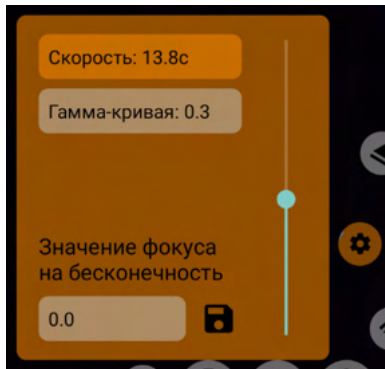 Скорость: 13.8с
Гамма-кривая: 0.3
Значение фокуса
на бесконечность
0.0